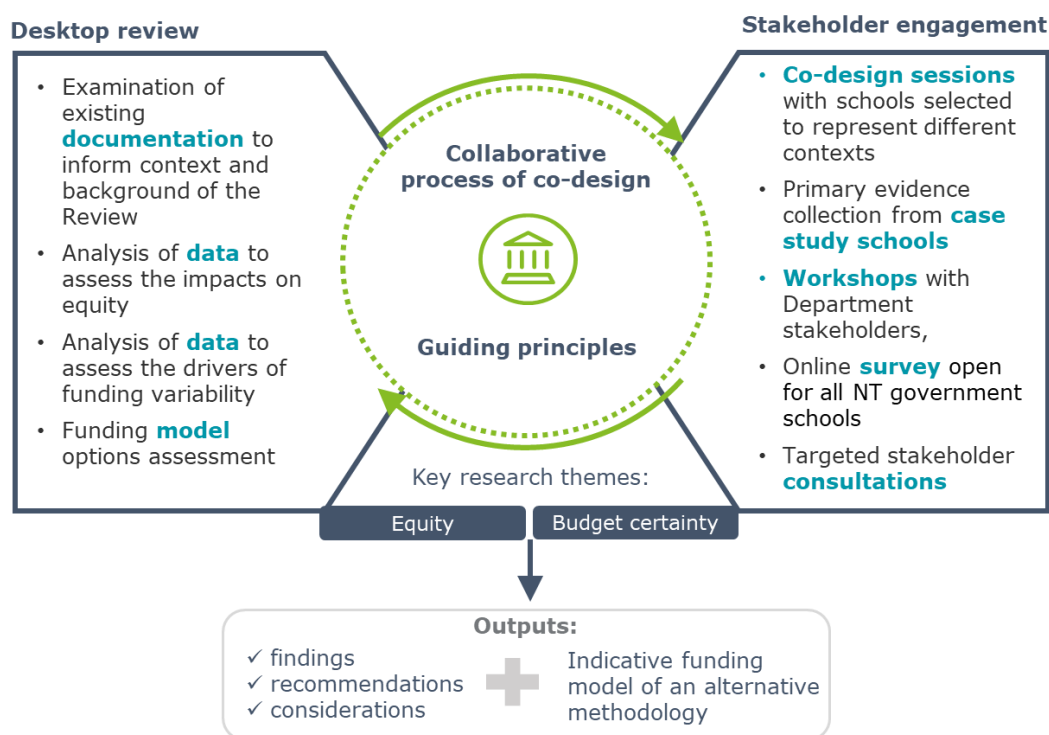 Desktop review
• Examination of
existing
documentation to
inform context and
background of the
Review
• Analysis of data to
assess the impacts on
equity
• Analysis of data to
assess the drivers of
funding variability
• Funding model
options assessment
Collaborative
process of co-design
Guiding principles
Stakeholder engagement
• Co-design sessions
with schools selected
to represent different
contexts
• Primary evidence
collection from case
study schools
• Workshops with
Department
stakeholders,
• Online survey open
for all NT government
schools
• Targeted stakeholder
consultations
Key research themes:
Equity
Budget certainty
Outputs:
✓ findings
✓ recommendations
✓ considerations
Indicative funding
model of an alternative
methodology